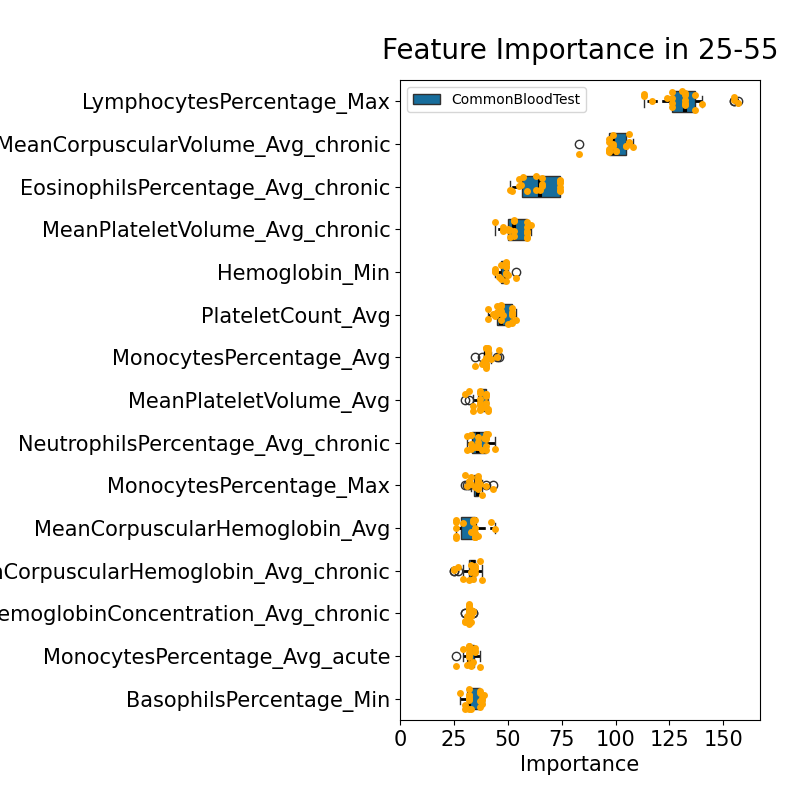 Feature Importance in 25-55
LymphocytesPercentage_Max
CommonBloodTest
MeanCorpuscularVolume_Avg_chronic
EosinophilsPercentage_Avg_chronic
MeanPlateletVolume_Avg_chronic
Hemoglobin_Min
PlateletCount_Avg
MonocytesPercentage_Avg
MeanPlateletVolume_Avg
NeutrophilsPercentage_Avg_chronic
MonocytesPercentage_Max
MeanCorpuscularHemoglobin_Avg
nCorpuscularHemoglobin_Avg_chronic
emoglobinConcentration_Avg_chronic
MonocytesPercentage_Avg_acute
BasophilsPercentage_Min
0 25 50 75 100 125 150
Importance